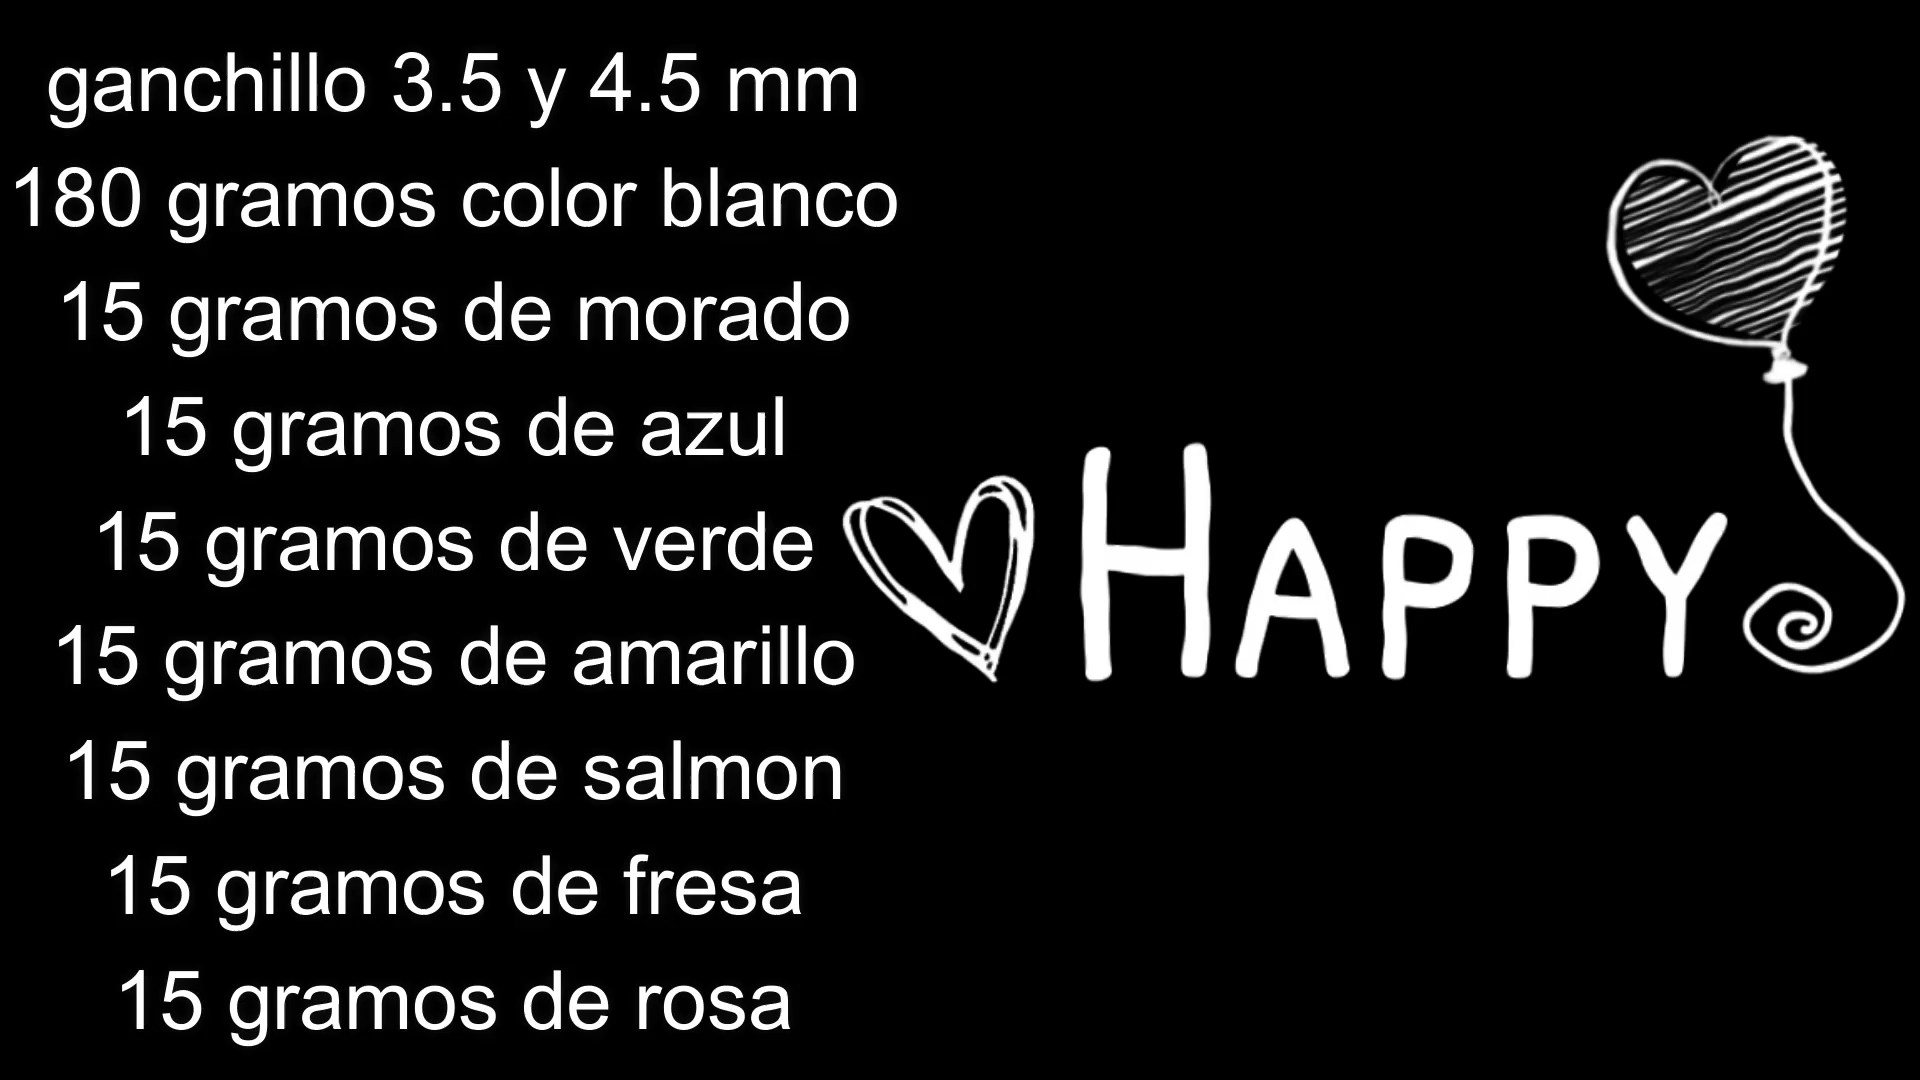 ganchillo 3.5 y 4.5 mm
180 gramos color blanco
15 gramos de morado
15 gramos de azul
15 gramos de verde
15 gramos de amarillo
15 gramos de salmon
15 gramos de fresa
15 gramos de rosa
HAPPY